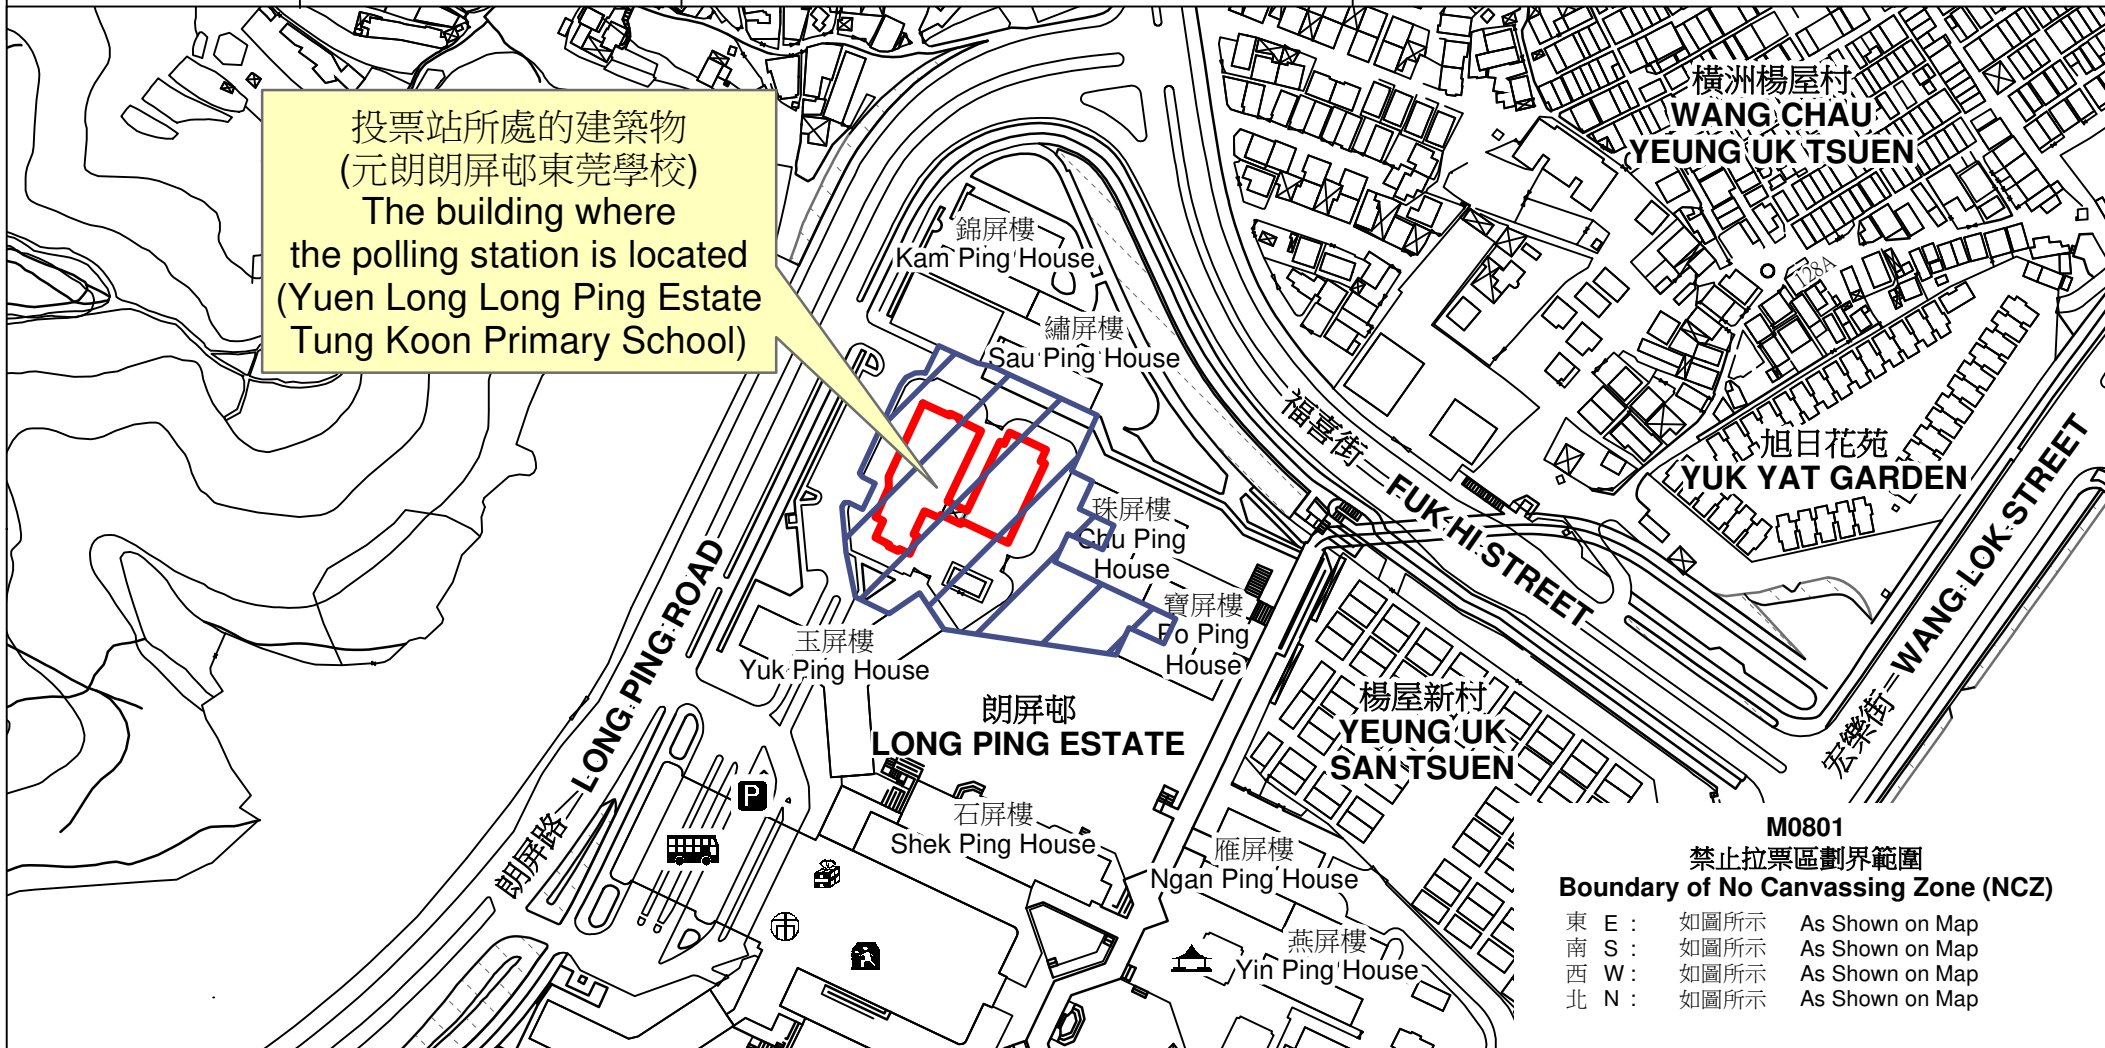 投票站所處的建築物
(元朗朗屏邨東莞學校)
The building where
the polling station is located
(Yuen Long Long Ping Estate
Tung Koon Primary School)
橫洲楊屋村
WANG CHAU
YEUNG UK TSUEN
128A
錦屏樓
Kam Ping House
繡屏樓
Sau Ping House
福喜街 FUK HI STREET
旭日花苑
YUK YAT GARDEN
珠屏樓
Chu Ping
House
寶屏樓
Po Ping
House
玉屏樓
Yuk Ping House
朗屏路 LONG PING ROAD
朗屏邨
LONG PING ESTATE
楊屋新村
YEUNG UK
SAN TSUEN
宏樂街 WANG LOK STREET
P
石屏樓
Shek Ping House
雁屏樓
Ngan Ping House
燕屏樓
Yin Ping House
市
M0801
禁止拉票區劃界範圍
Boundary of No Canvassing Zone (NCZ)
東 E : 如圖所示 As Shown on Map
南 S : 如圖所示 As Shown on Map
西 W : 如圖所示 As Shown on Map
北 N : 如圖所示 As Shown on Map